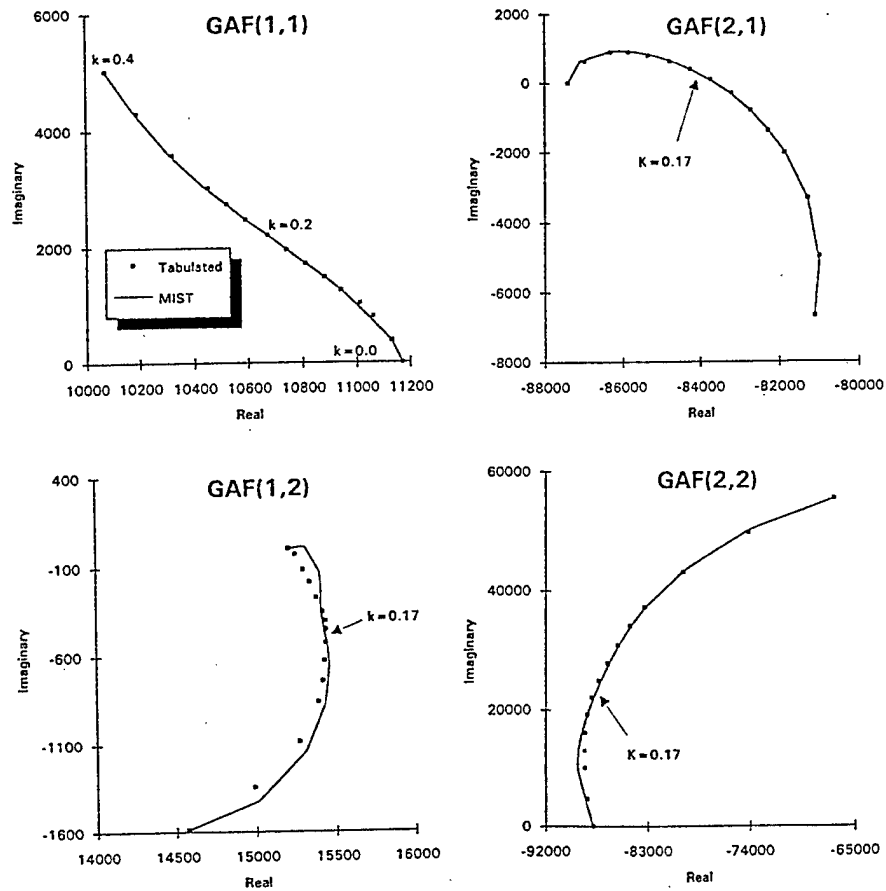 GAF(1,1)
6000
4000
2000
0
Imaginary
k=0.4
k=0.2
k=0.0
Tabulated
MIST
10000 10200 10400 10600 10800 11000 11200
Real
GAF(2,1)
2000
0
-2000
-4000
-6000
-8000
Imaginary
K=0.17
-88000 -86000 -84000 -82000 -80000
Real
GAF(1,2)
400
-100
-600
-1100
-1600
Imaginary
k=0.17
14000 14500 15000 15500 16000
Real
GAF(2,2)
60000
40000
20000
0
Imaginary
K=0.17
-92000 -83000 -74000 -65000
Real